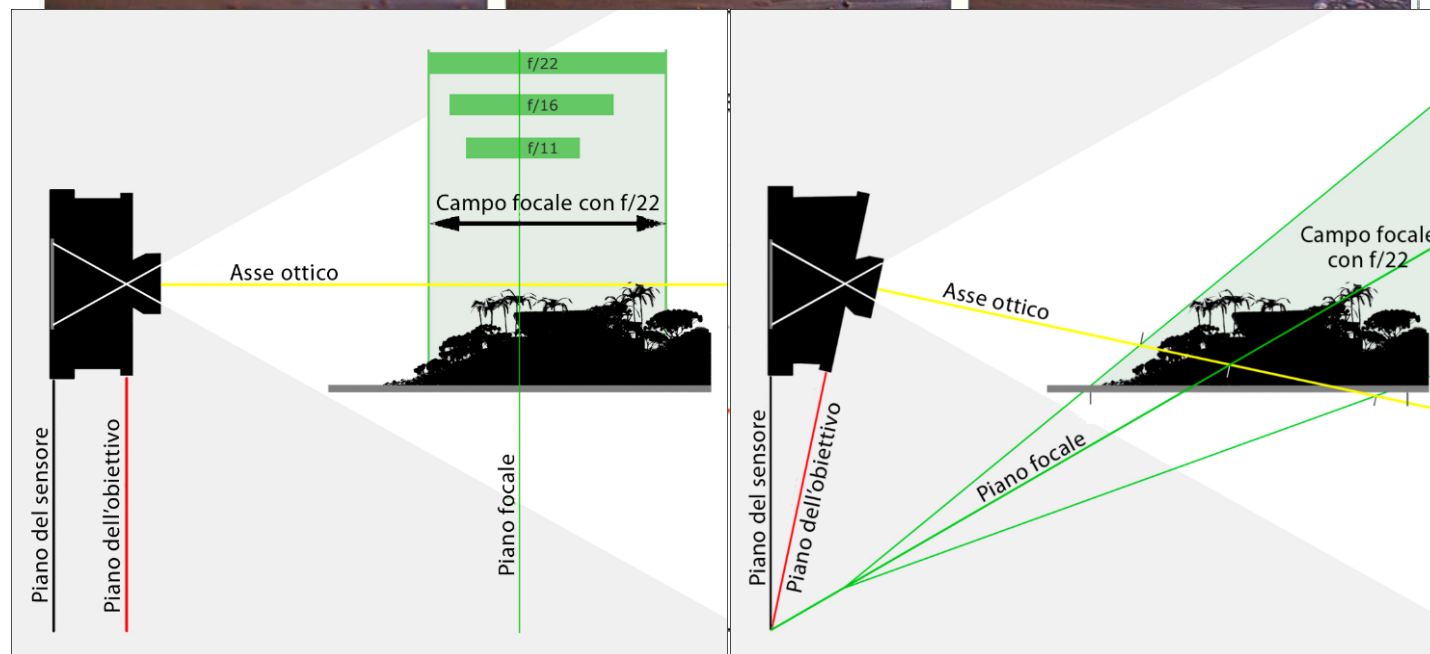 f/22
f/16
f/11
Campo focale con f/22
Asse ottico
Piano del sensore
Piano dell'obiettivo
Piano focale
Campo focale
con f/22
Asse ottico
Piano focale
Piano del sensore
Piano dell'obiettivo